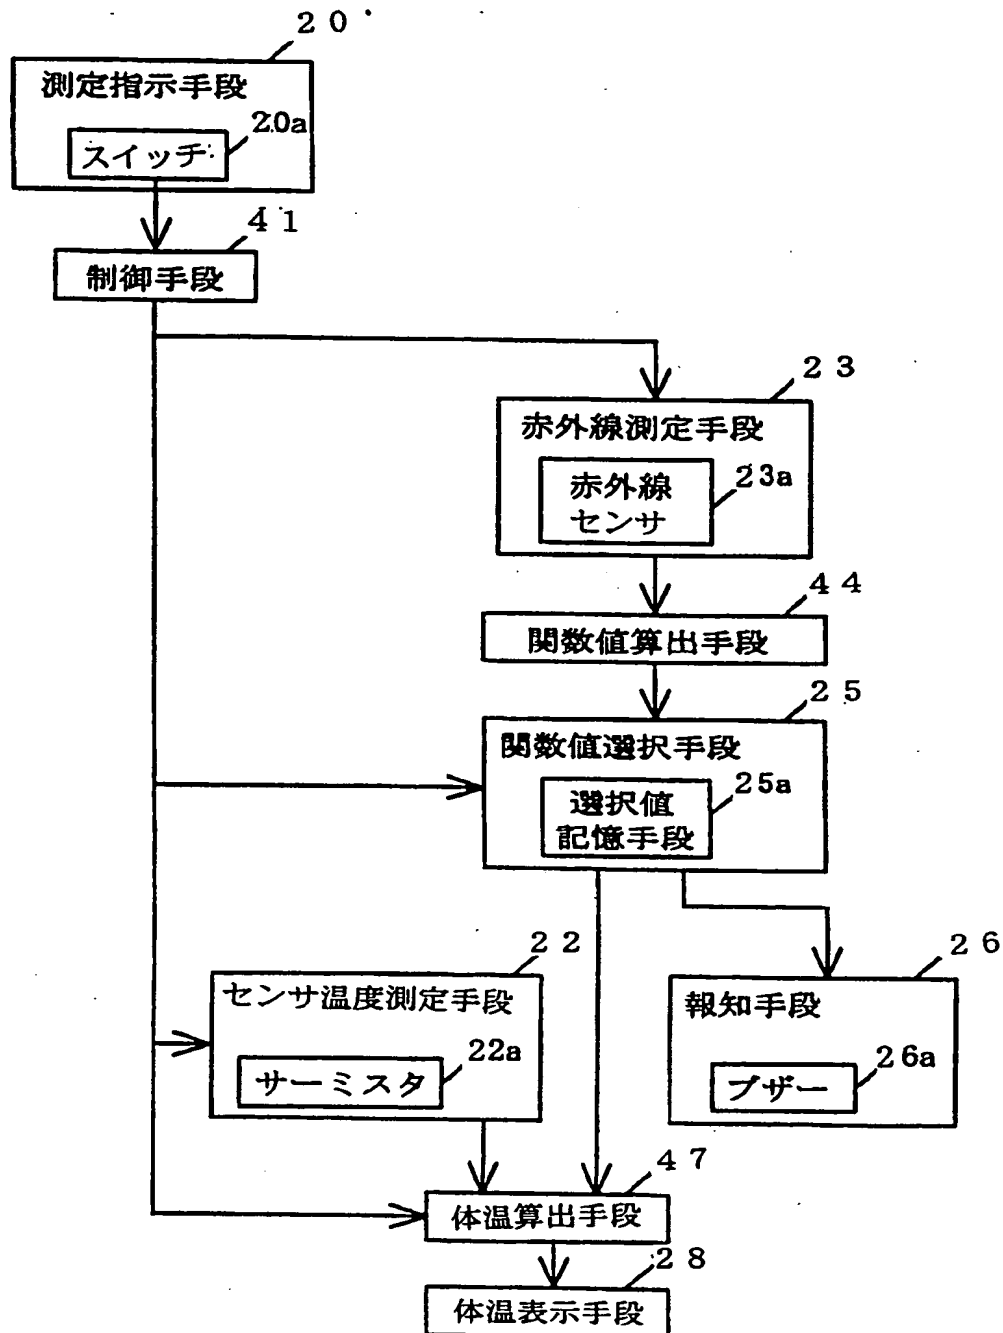 ２０
測定指示手段
20a
スイッチ
４１
制御手段
２３
赤外線測定手段
23a
赤外線
センサ
４４
関数値算出手段
２５
関数値選択手段
25a
選択値
記憶手段
２２
センサ温度測定手段
22a
サーミスタ
２６
報知手段
26a
ブザー
４７
体温算出手段
２８
体温表示手段